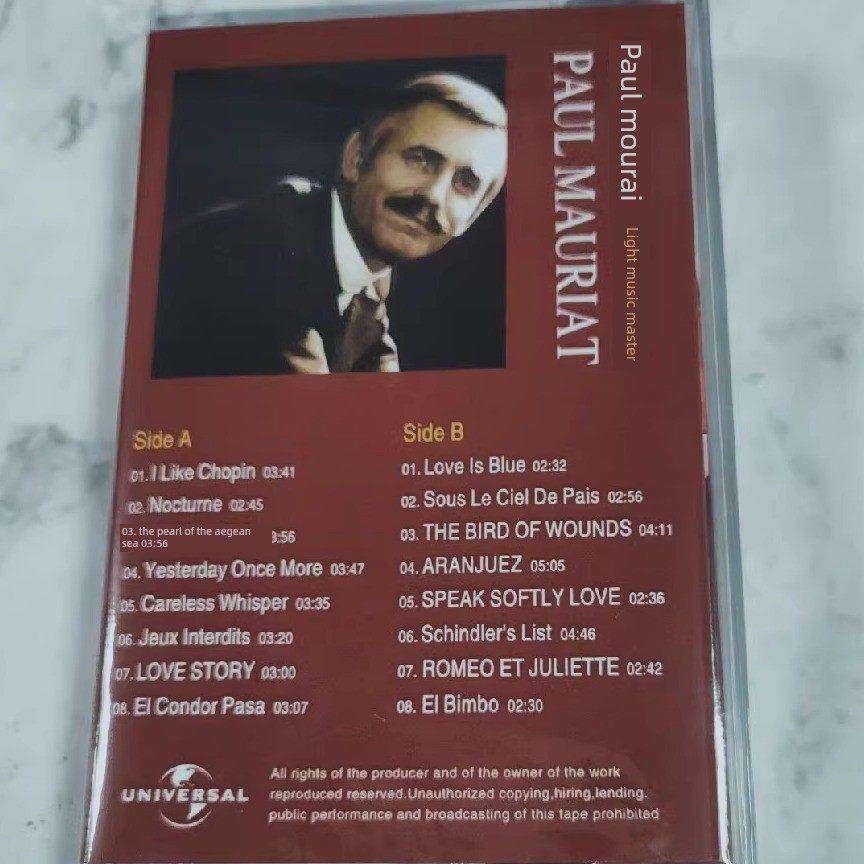 Paul mourai
Light music master
PAUL MAURIAT
Side A
01. I Like Chopin 03:41
02. Nocturne 02:45
03. the pearl of the aegean
sea 03:56
3:56
04. Yesterday Once More 03:47
05. Careless Whisper 03:35
06. Jeux Interdits 03:20
07. LOVE STORY 03:00
08. El Condor Pasa 03:07
Side B
01. Love Is Blue 02:32
02. Sous Le Ciel De Pais 02:56
03. THE BIRD OF WOUNDS 04:11
04. ARANJUEZ 05:05
05. SPEAK SOFTLY LOVE 02:36
06. Schindler's List 04:46
07. ROMEO ET JULIETTE 02:42
08. El Bimbo 02:30
UNIVERSAL
All rights of the producer and of the owner of the work
reproduced reserved.Unauthorized copying,hiring,lending.
public performance and broadcasting of this tape prohibited